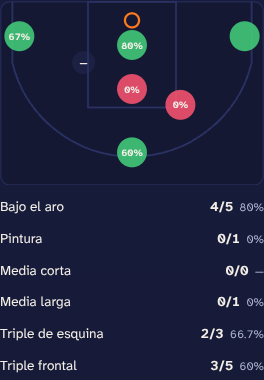 67%
80%
—
0%
0%
60%
Bajo el aro 4/5 80%
Pintura 0/1 0%
Media corta 0/0 —
Media larga 0/1 0%
Triple de esquina 2/3 66.7%
Triple frontal 3/5 60%